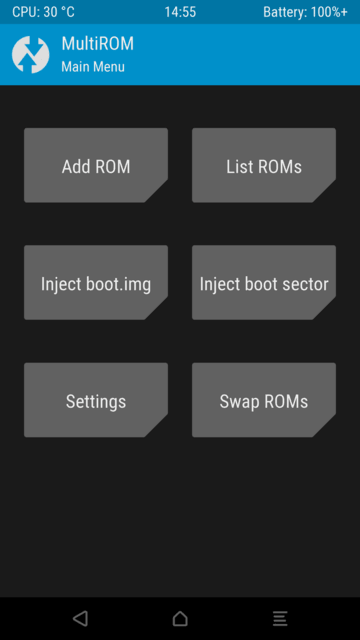 CPU: 30 °C 14:55 Battery: 100%+
MultiROM
Main Menu
Add ROM List ROMs
Inject boot.img Inject boot sector
Settings Swap ROMs